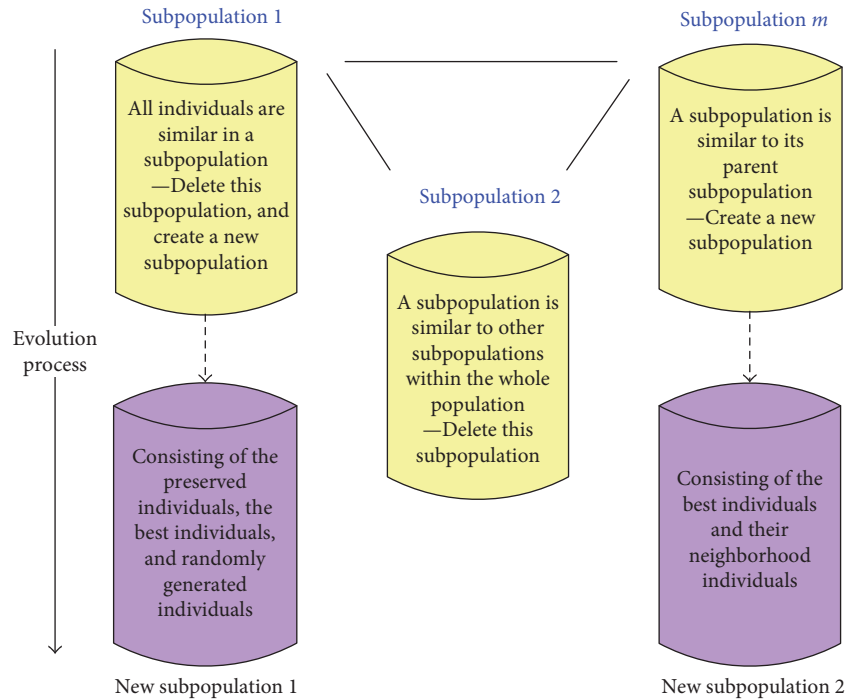 Subpopulation 1
All individuals are
similar in a
subpopulation
—Delete this
subpopulation, and
create a new
subpopulation
Subpopulation 2
A subpopulation is
similar to other
subpopulations
within the whole
population
—Delete this
subpopulation
Subpopulation m
A subpopulation is
similar to its
parent
subpopulation
—Create a new
subpopulation
Evolution
process
Consisting of the
preserved
individuals, the
best individuals,
and randomly
generated
individuals
New subpopulation 1
Consisting of the
best individuals
and their
neighborhood
individuals
New subpopulation 2